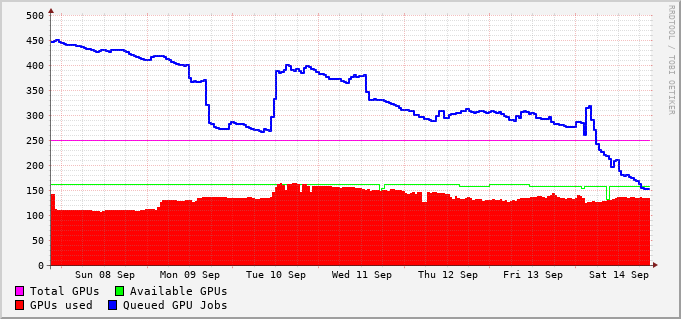 500
450
400
350
300
250
200
150
100
50
0
Sun 08 Sep Mon 09 Sep Tue 10 Sep Wed 11 Sep Thu 12 Sep Fri 13 Sep Sat 14 Sep
Total GPUs Available GPUs
GPUs used Queued GPU Jobs
RRDTOOL / TOBI OETIKER